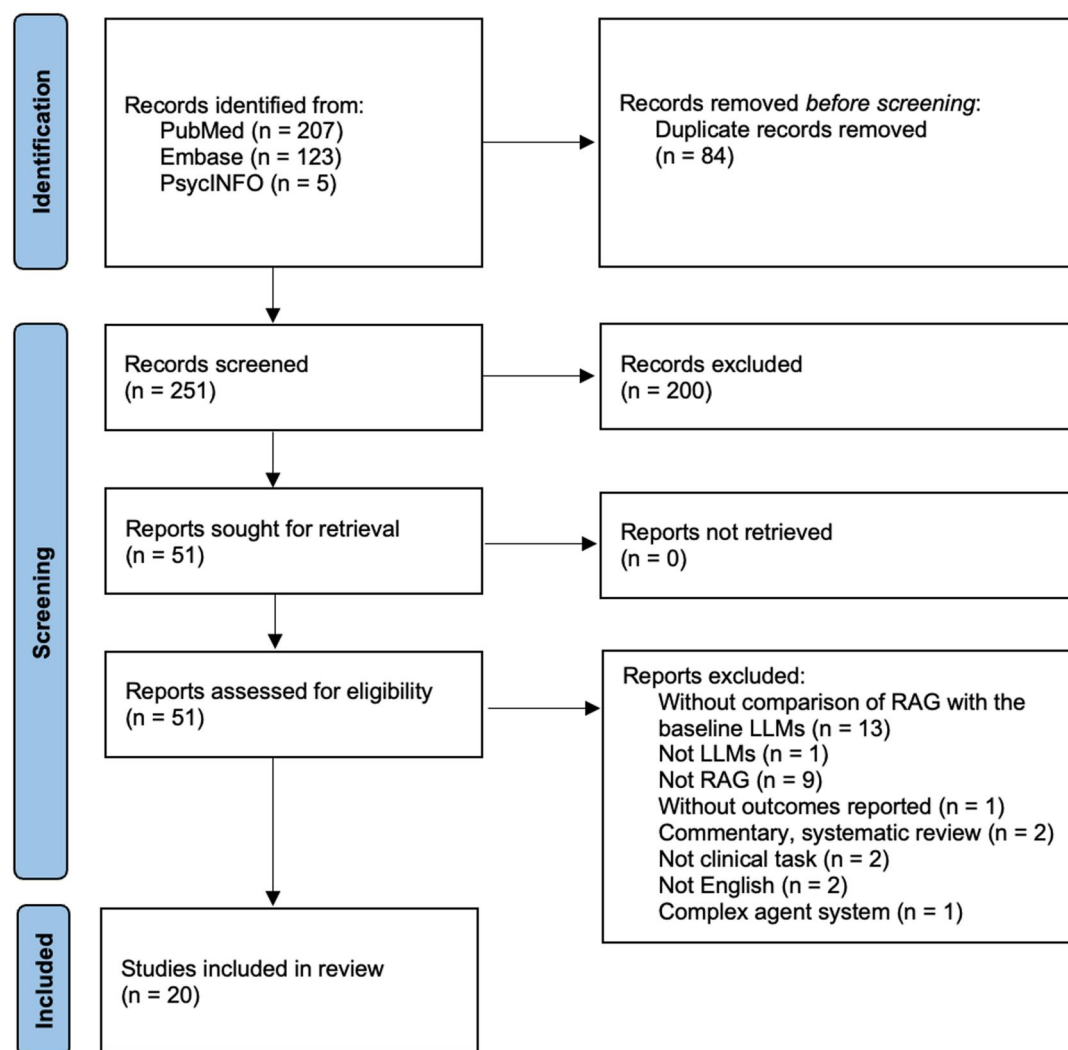 Identification
Records identified from:
PubMed (n = 207)
Embase (n = 123)
PsycINFO (n = 5)
Records removed before screening:
Duplicate records removed
(n = 84)
Screening
Records screened
(n = 251)
Records excluded
(n = 200)
Reports sought for retrieval
(n = 51)
Reports not retrieved
(n = 0)
Reports assessed for eligibility
(n = 51)
Reports excluded:
Without comparison of RAG with the
baseline LLMs (n = 13)
Not LLMs (n = 1)
Not RAG (n = 9)
Without outcomes reported (n = 1)
Commentary, systematic review (n = 2)
Not clinical task (n = 2)
Not English (n = 2)
Complex agent system (n = 1)
Included
Studies included in review
(n = 20)